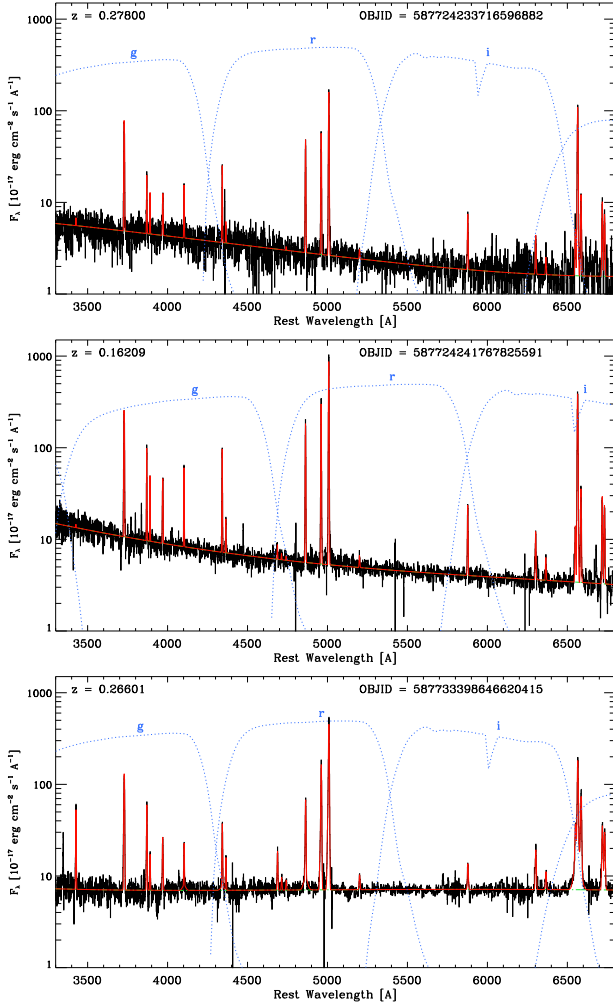 z = 0.27800 OBJID = 587724233716596882
g r i
1000
100
10
1
F_λ [10⁻¹⁷ erg cm⁻² s⁻¹ A⁻¹]
3500 4000 4500 5000 5500 6000 6500
Rest Wavelength [A]
z = 0.16209 OBJID = 587724241767825591
g r i
1000
100
10
1
F_λ [10⁻¹⁷ erg cm⁻² s⁻¹ A⁻¹]
3500 4000 4500 5000 5500 6000 6500
Rest Wavelength [A]
z = 0.26601 OBJID = 587733398646620415
g r i
1000
100
10
1
F_λ [10⁻¹⁷ erg cm⁻² s⁻¹ A⁻¹]
3500 4000 4500 5000 5500 6000 6500
Rest Wavelength [A]